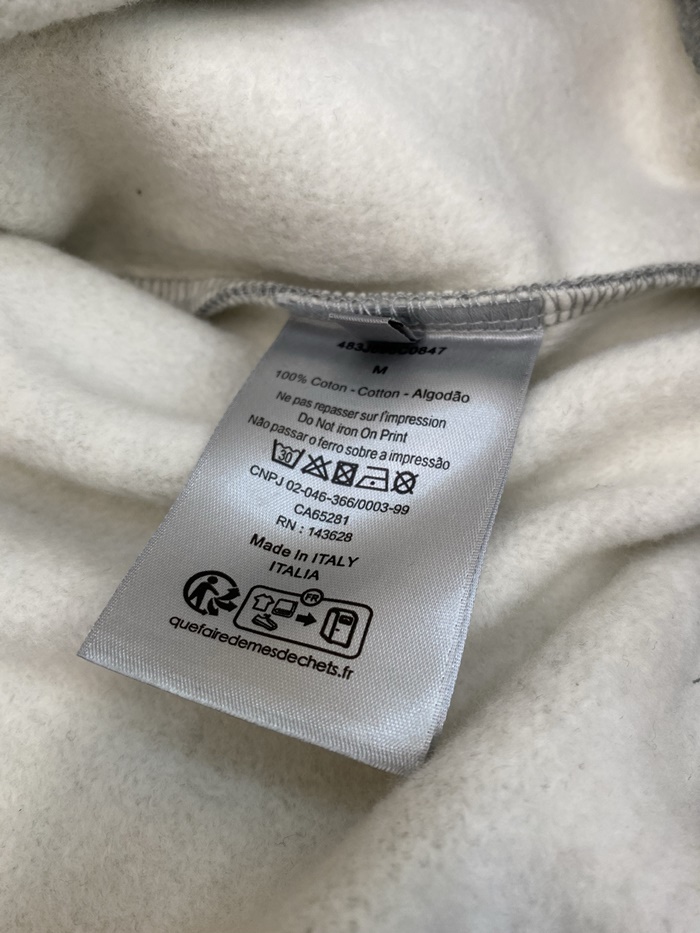 M
100% Coton - Cotton - Algodão
Ne pas repasser sur l'impression
Do Not Iron On Print
Não passar o ferro sobre a impressão
30
CNPJ 02-046-366/0003-99
CA65281
RN : 143628
Made In ITALY
ITALIA
FR
quefairedemesdechets.fr